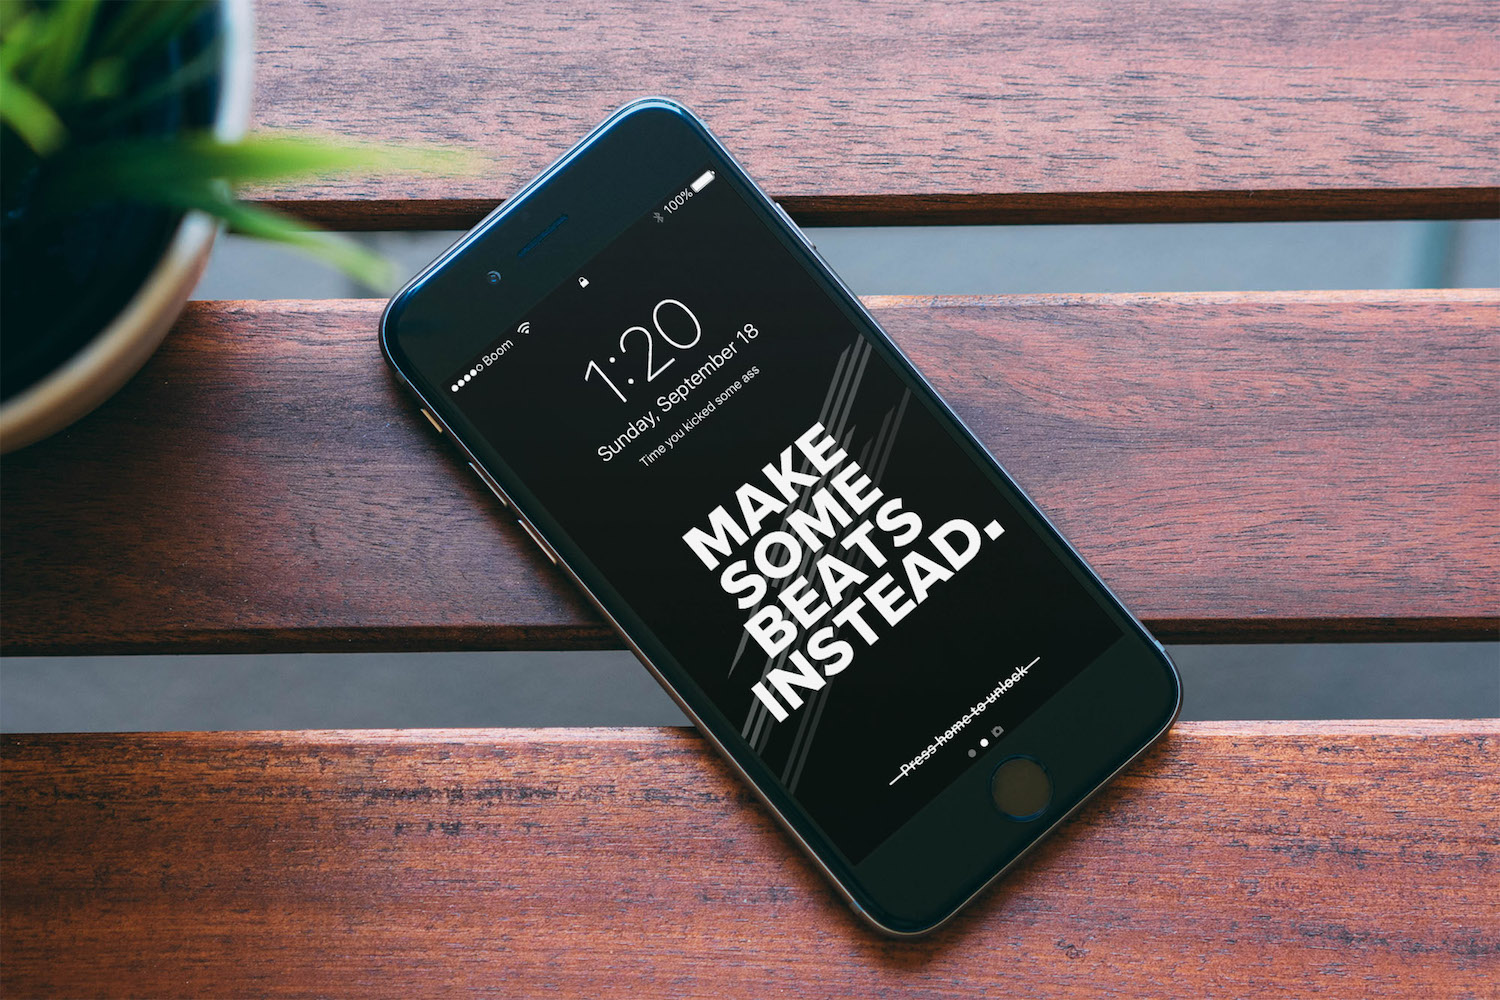 Boom
100%
1:20
Sunday, September 18
Time you kicked some ass
MAKE
SOME
BEATS
INSTEAD.
Press home to unlock